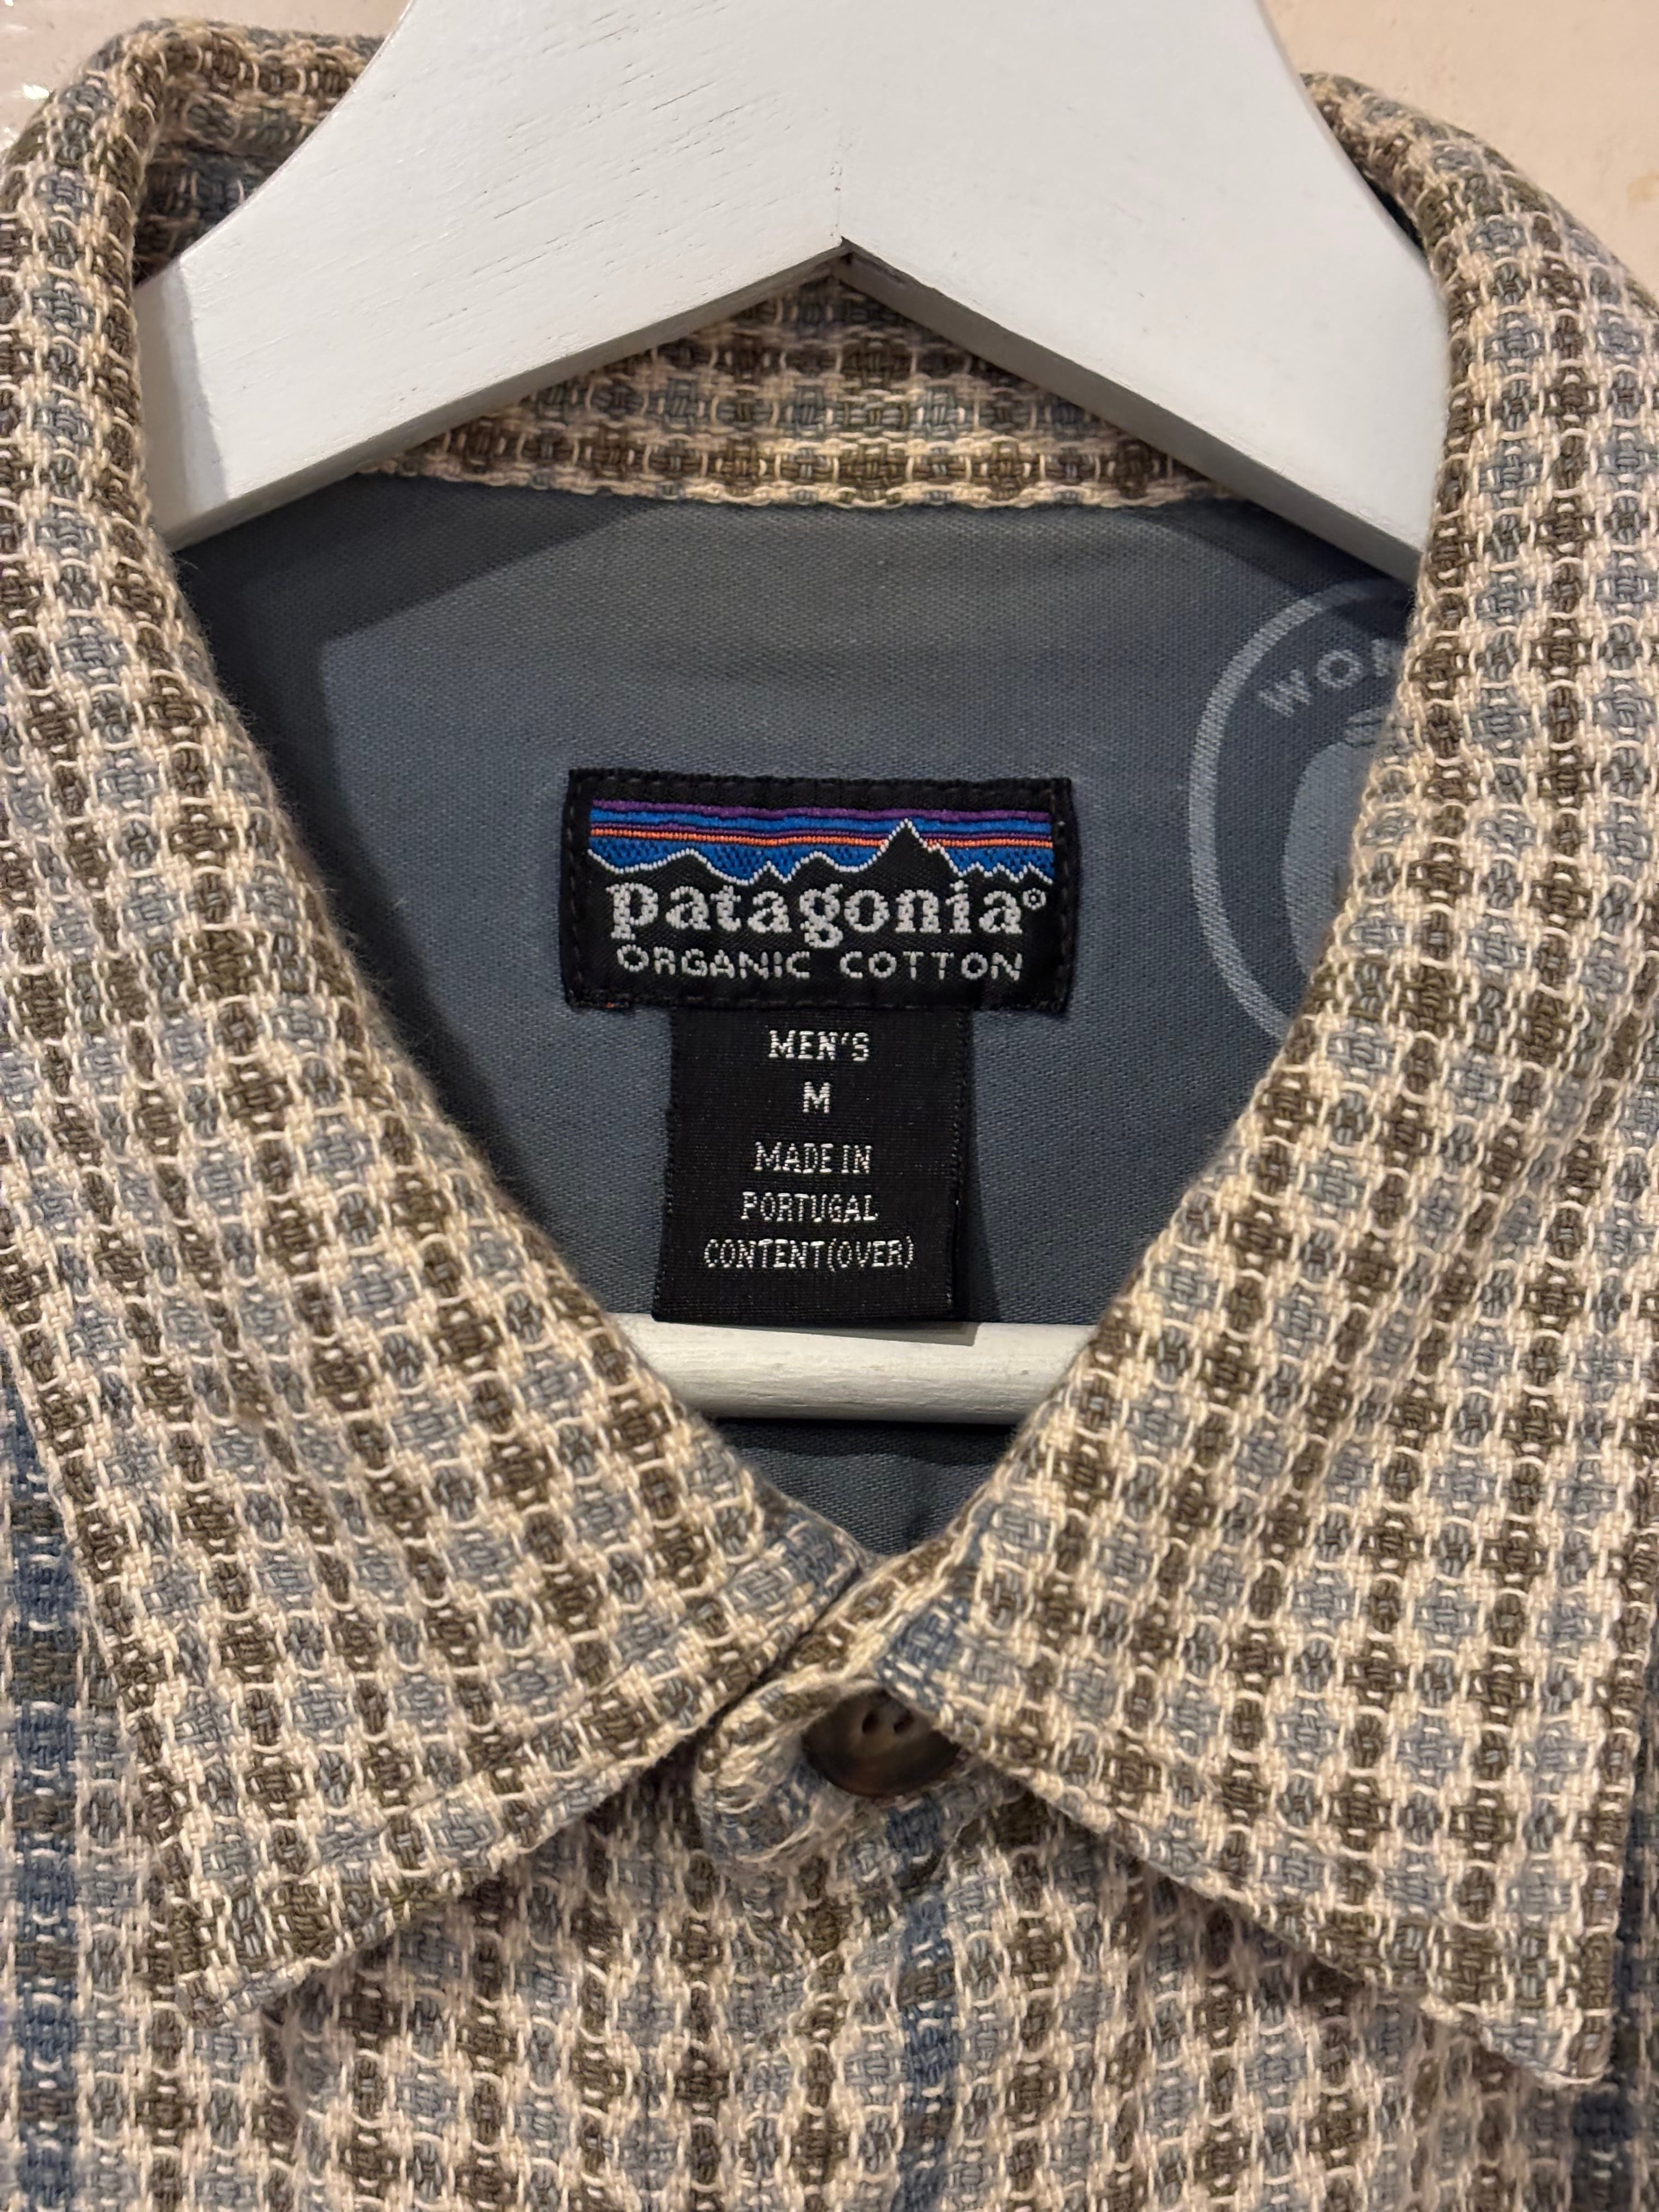 patagonia®
ORGANIC COTTON
MEN'S
M
MADE IN
PORTUGAL
CONTENT(OVER)